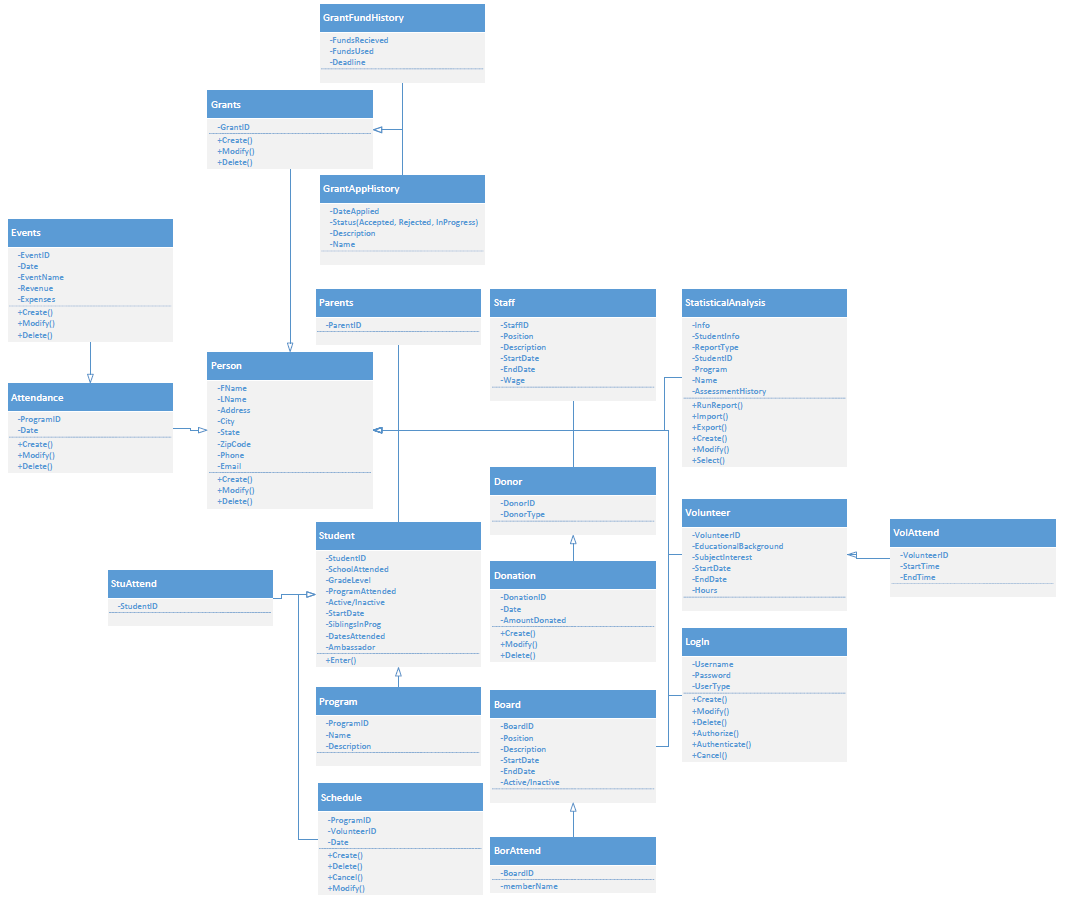 GrantFundHistory
-FundsRecieved
-FundsUsed
-Deadline
Grants
-GrantID
+Create()
+Modify()
+Delete()
GrantAppHistory
-DateApplied
-Status(Accepted, Rejected, InProgress)
-Description
-Name
Events
-EventID
-Date
-EventName
-Revenue
-Expenses
+Create()
+Modify()
+Delete()
Parents
-ParentID
Staff
-StaffID
-Position
-Description
-StartDate
-EndDate
-Wage
StatisticalAnalysis
-Info
-StudentInfo
-ReportType
-StudentID
-Program
-Name
-AssessmentHistory
+RunReport()
+Import()
+Export()
+Create()
+Modify()
+Select()
Person
-FName
-LName
-Address
-City
-State
-ZipCode
-Phone
-Email
+Create()
+Modify()
+Delete()
Attendance
-ProgramID
-Date
+Create()
+Modify()
+Delete()
Donor
-DonorID
-DonorType
Volunteer
-VolunteerID
-EducationalBackground
-SubjectInterest
-StartDate
-EndDate
-Hours
VolAttend
-VolunteerID
-StartTime
-EndTime
Student
-StudentID
-SchoolAttended
-GradeLevel
-ProgramAttended
-Active/Inactive
-StartDate
-SiblingsInProg
-DatesAttended
-Ambassador
+Enter()
StuAttend
-StudentID
Donation
-DonationID
-Date
-AmountDonated
+Create()
+Modify()
+Delete()
LogIn
-Username
-Password
-UserType
+Create()
+Modify()
+Delete()
+Authorize()
+Authenticate()
+Cancel()
Program
-ProgramID
-Name
-Description
Board
-BoardID
-Position
-Description
-StartDate
-EndDate
-Active/Inactive
Schedule
-ProgramID
-VolunteerID
-Date
+Create()
+Delete()
+Cancel()
+Modify()
BorAttend
-BoardID
-memberName